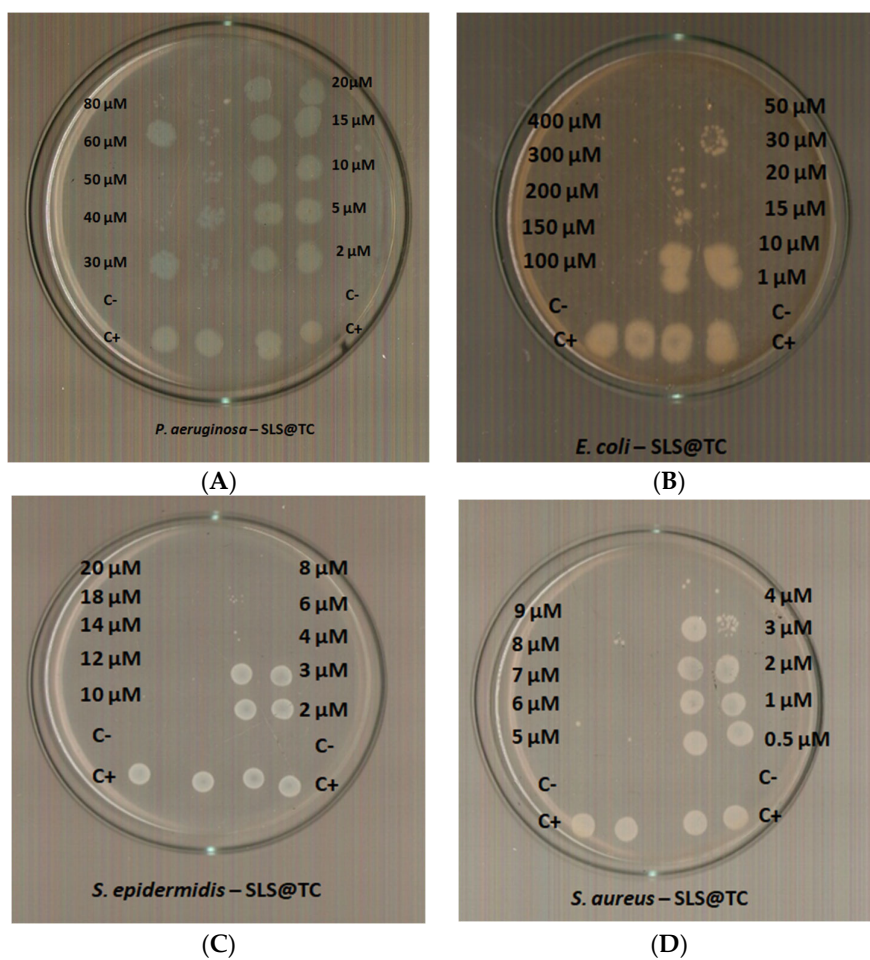 80 µM
60 µM
50 µM
40 µM
30 µM
C-
C+
20µM
15 µM
10 µM
5 µM
2 µM
C-
C+
P. aeruginosa – SLS@TC
(A)
400 µM
300 µM
200 µM
150 µM
100 µM
C-
C+
50 µM
30 µM
20 µM
15 µM
10 µM
1 µM
C-
C+
E. coli – SLS@TC
(B)
20 µM
18 µM
14 µM
12 µM
10 µM
C-
C+
8 µM
6 µM
4 µM
3 µM
2 µM
C-
C+
S. epidermidis – SLS@TC
(C)
9 µM
8 µM
7 µM
6 µM
5 µM
C-
C+
4 µM
3 µM
2 µM
1 µM
0.5 µM
C-
C+
S. aureus – SLS@TC
(D)